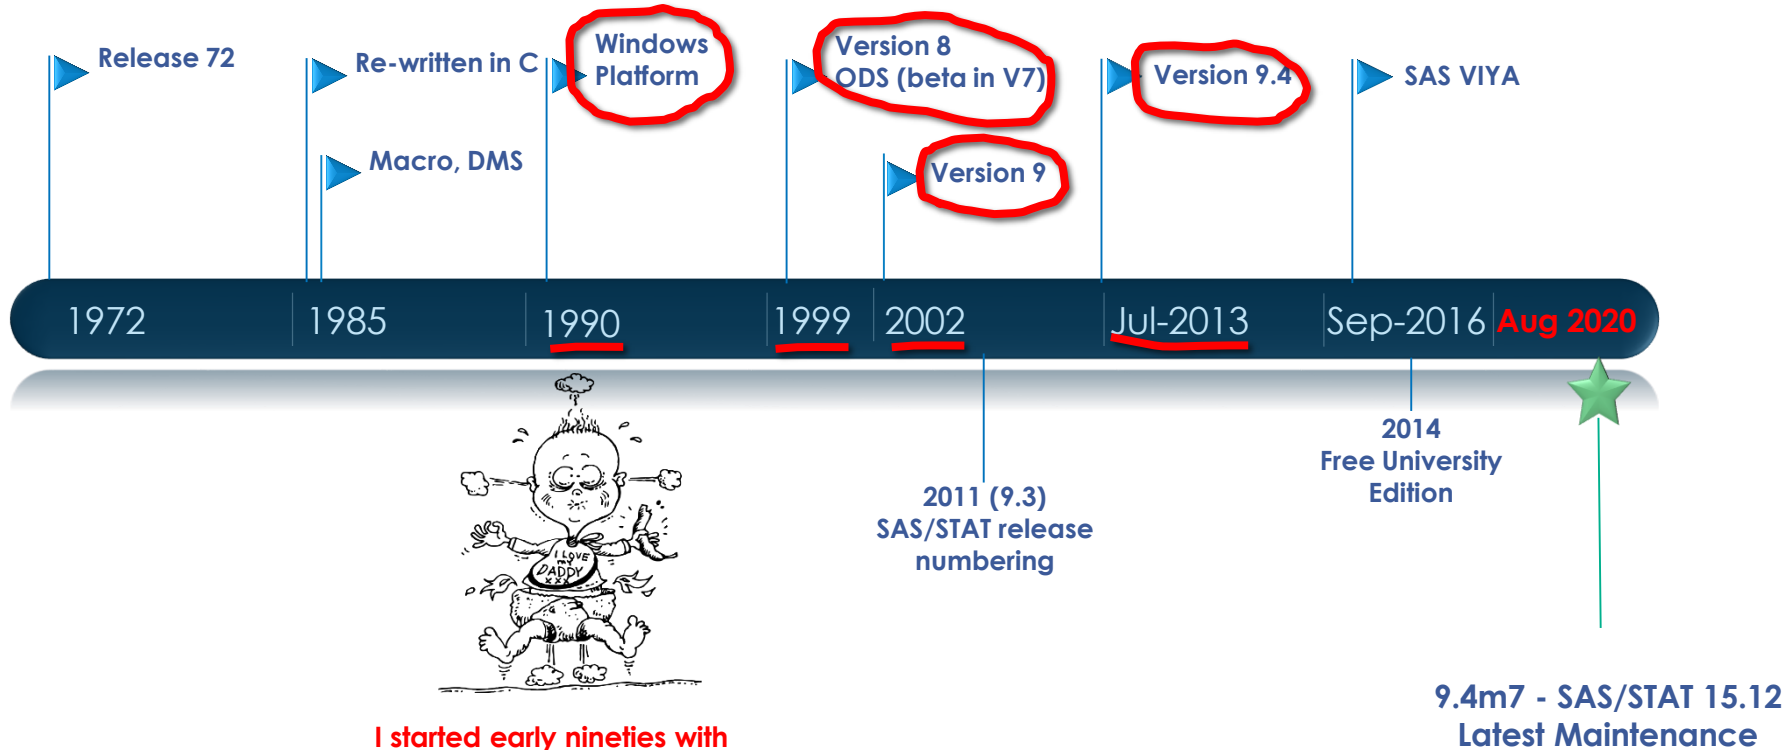 Release 72
Re-written in C
Windows
Platform
Version 8
ODS (beta in V7)
Version 9.4
SAS VIYA
Macro, DMS
Version 9
1972
1985
1990
1999
2002
Jul-2013
Sep-2016
Aug 2020
I LOVE
MY
DADDY
XXX
2011 (9.3)
SAS/STAT release
numbering
2014
Free University
Edition
9.4m7 - SAS/STAT 15.12
Latest Maintenance
I started early nineties with